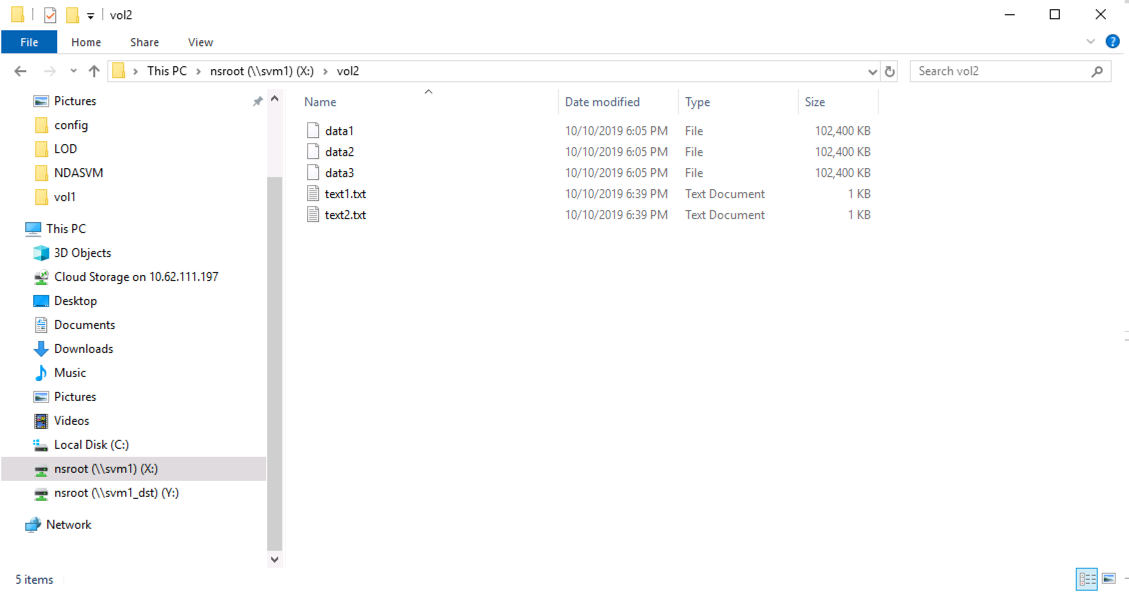 vol2
File Home Share View
This PC > nsroot (\\svm1) (X:) > vol2
Search vol2
Pictures
config
LOD
NDASVM
vol1
This PC
3D Objects
Cloud Storage on 10.62.111.197
Desktop
Documents
Downloads
Music
Pictures
Videos
Local Disk (C:)
nsroot (\\svm1) (X:)
nsroot (\\svm1_dst) (Y:)
Network
Name Date modified Type Size
data1 10/10/2019 6:05 PM File 102,400 KB
data2 10/10/2019 6:05 PM File 102,400 KB
data3 10/10/2019 6:05 PM File 102,400 KB
text1.txt 10/10/2019 6:39 PM Text Document 1 KB
text2.txt 10/10/2019 6:39 PM Text Document 1 KB
5 items